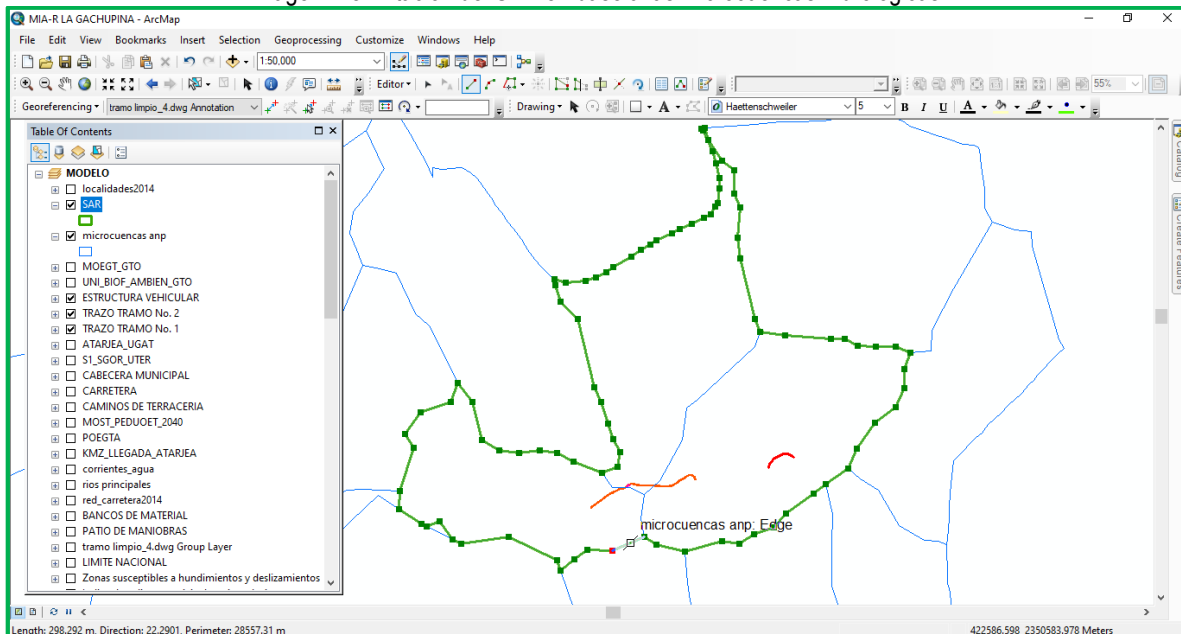 MIA-R LA GACHUPINA - ArcMap
File Edit View Bookmarks Insert Selection Geoprocessing Customize Windows Help
1:50,000
Editor
55%
Georeferencing tramo limpio_4.dwg Annotation Drawing A Haettenschweiler 5 B I U A
Table Of Contents
MODELO
localidades2014
SAR
microcuencas anp
MOEGT_GTO
UNI_BIOF_AMBIEN_GTO
ESTRUCTURA VEHICULAR
TRAZO TRAMO No. 2
TRAZO TRAMO No. 1
ATARJEA_UGAT
S1_SGOR_UTER
CABECERA MUNICIPAL
CARRETERA
CAMINOS DE TERRACERIA
MOST_PEDUOET_2040
POEGTA
KMZ_LLEGADA_ATARJEA
corrientes_agua
rios principales
red_carretera2014
BANCOS DE MATERIAL
PATIO DE MANIOBRAS
tramo limpio_4.dwg Group Layer
LIMITE NACIONAL
Zonas susceptibles a hundimientos y deslizamientos
microcuencas anp: Edge
Catalog
Create Features
Length: 298.292 m, Direction: 22.2901, Perimeter: 28557.31 m
422586.598 2350583.978 Meters